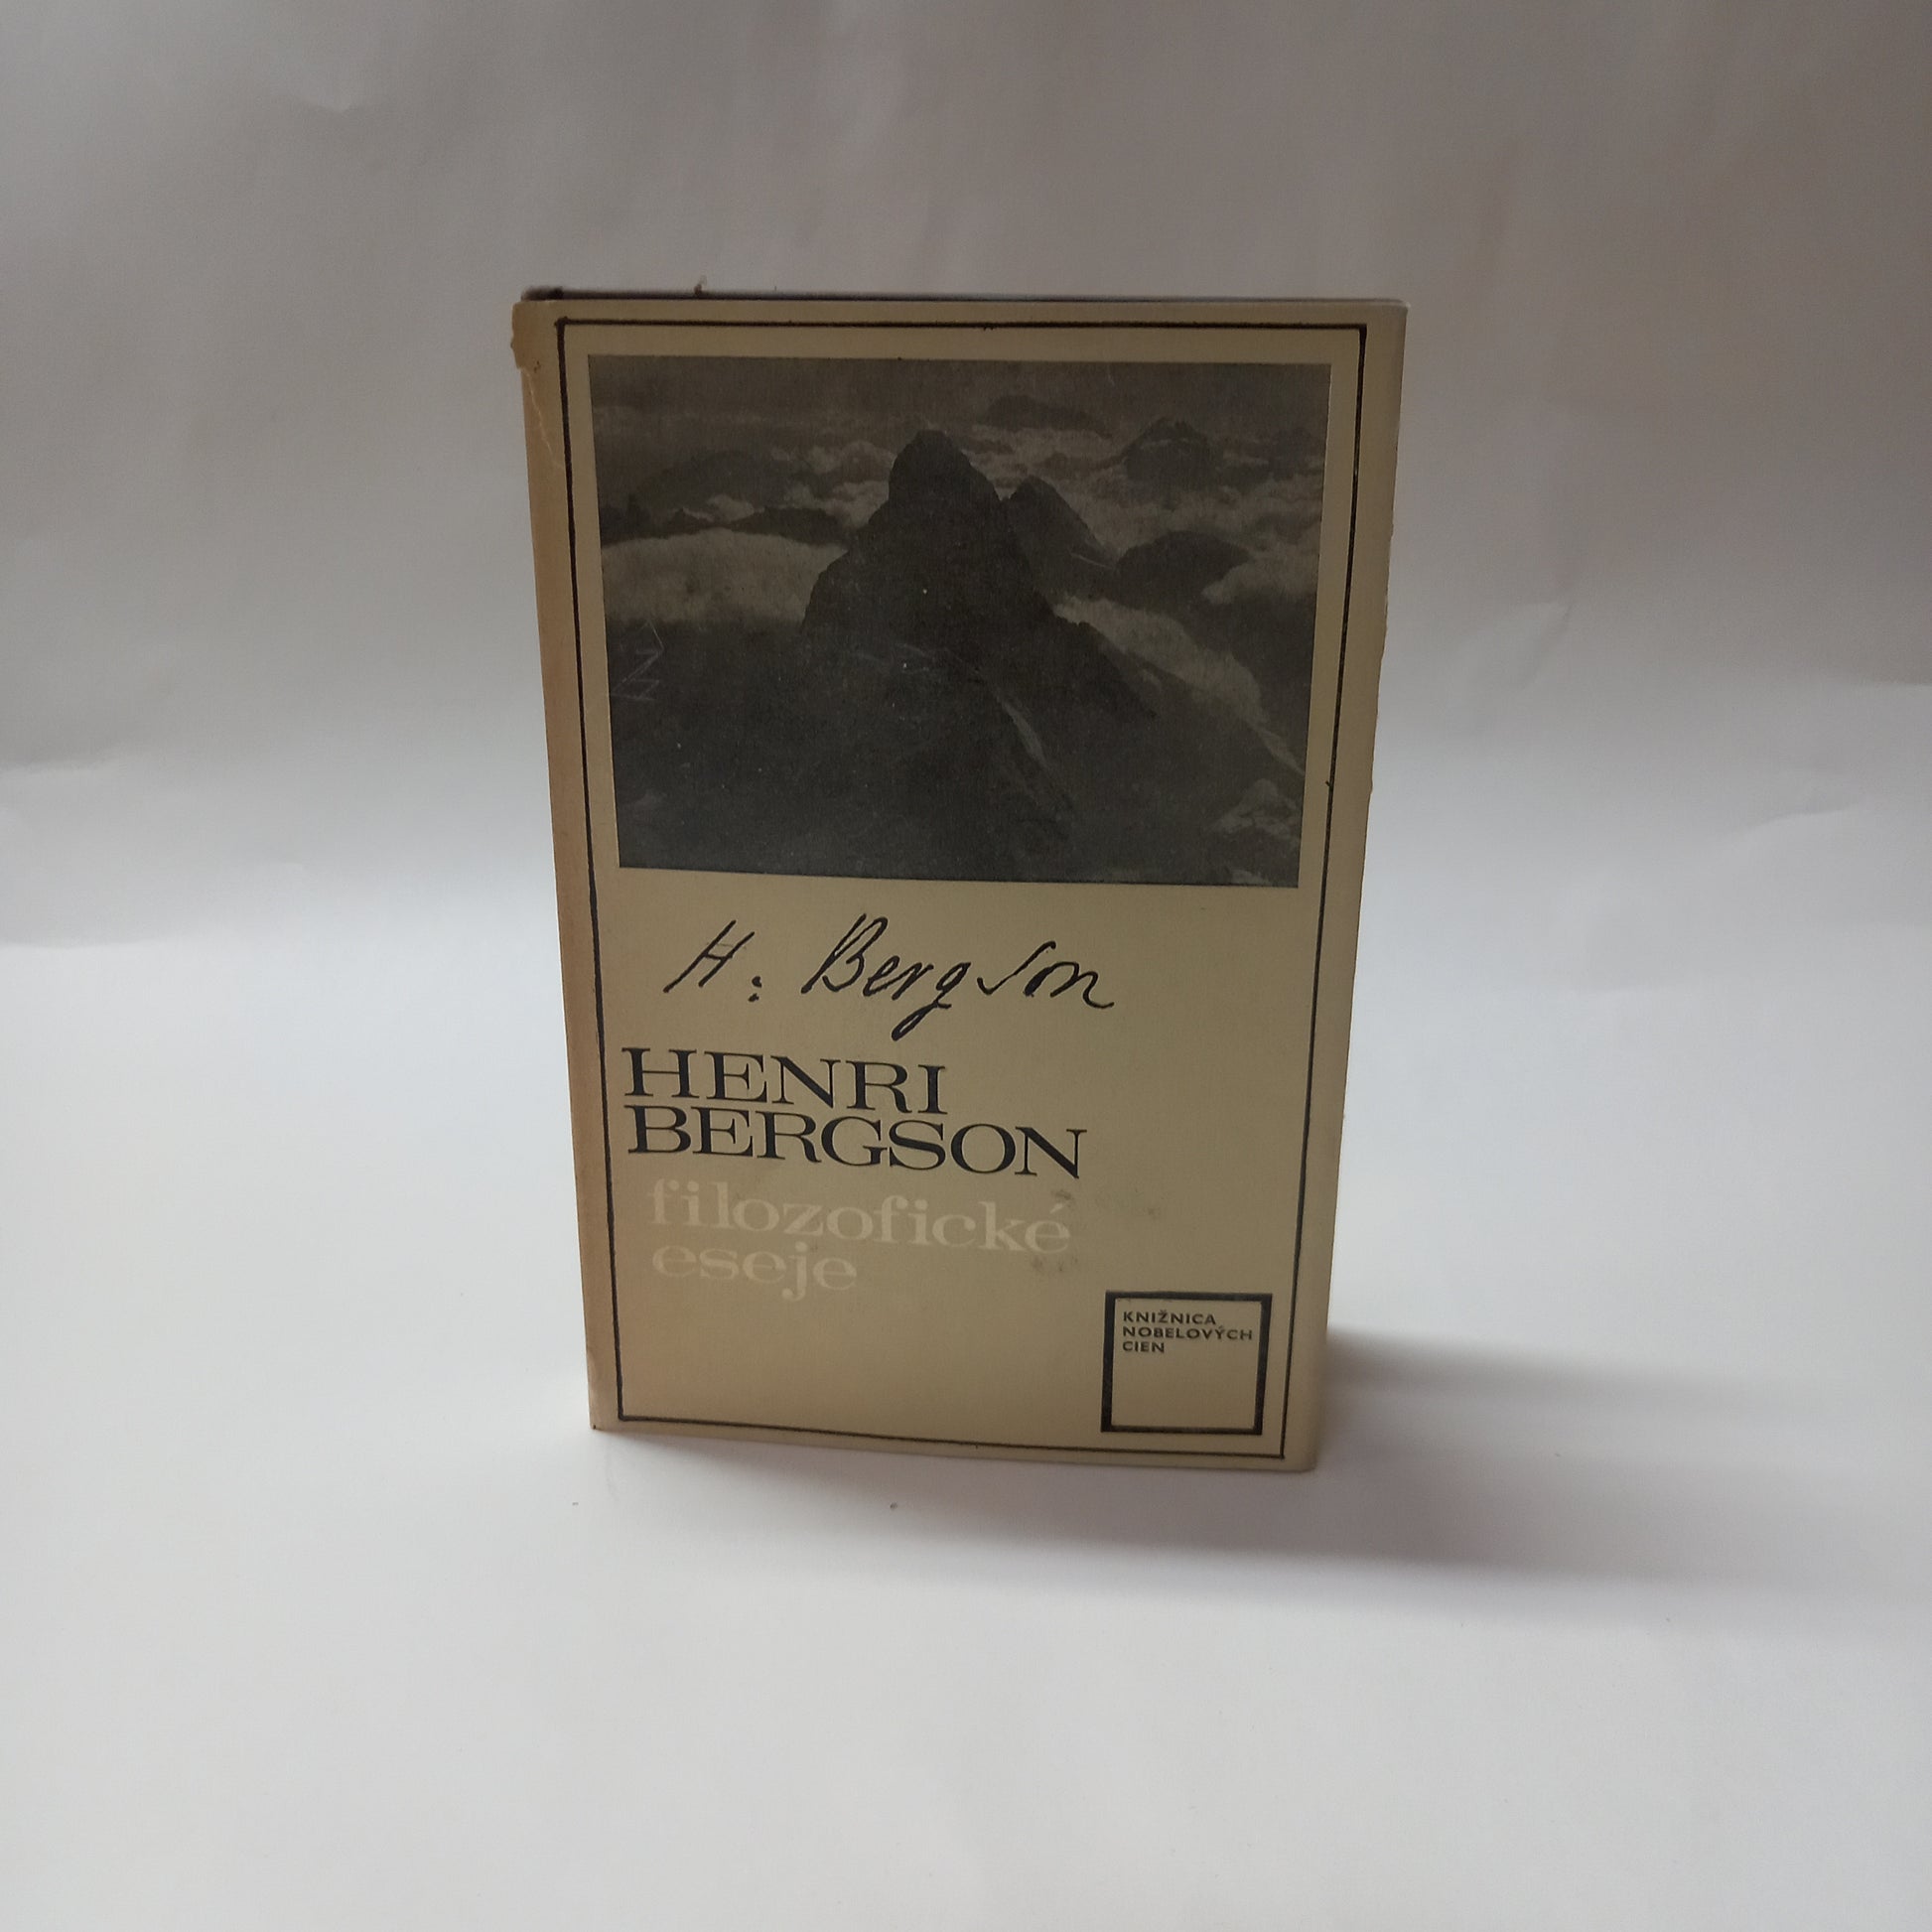 H. Bergson
HENRI
BERGSON
filozofické
eseje
KNIŽNICA
NOBELOVÝCH
CIEN